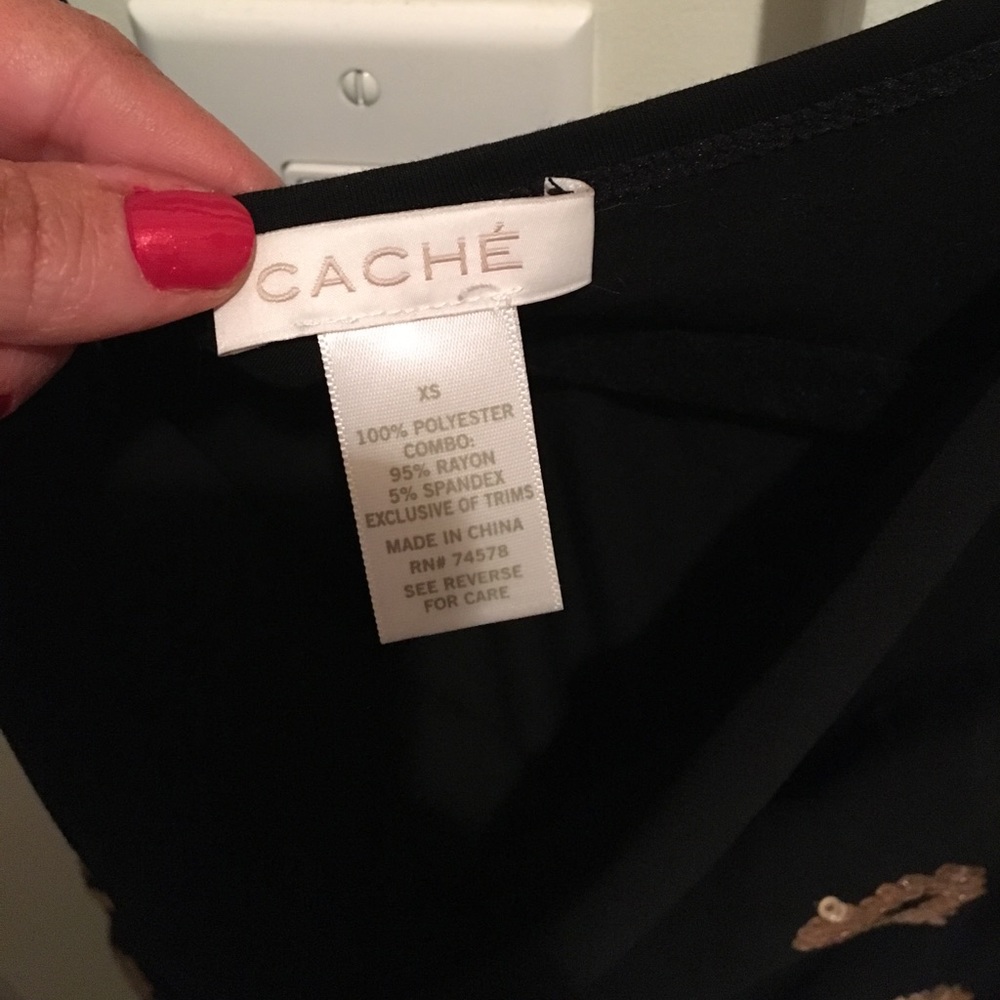 CACHÉ
XS
100% POLYESTER
COMBO:
95% RAYON
5% SPANDEX
EXCLUSIVE OF TRIMS
MADE IN CHINA
RN# 74578
SEE REVERSE
FOR CARE